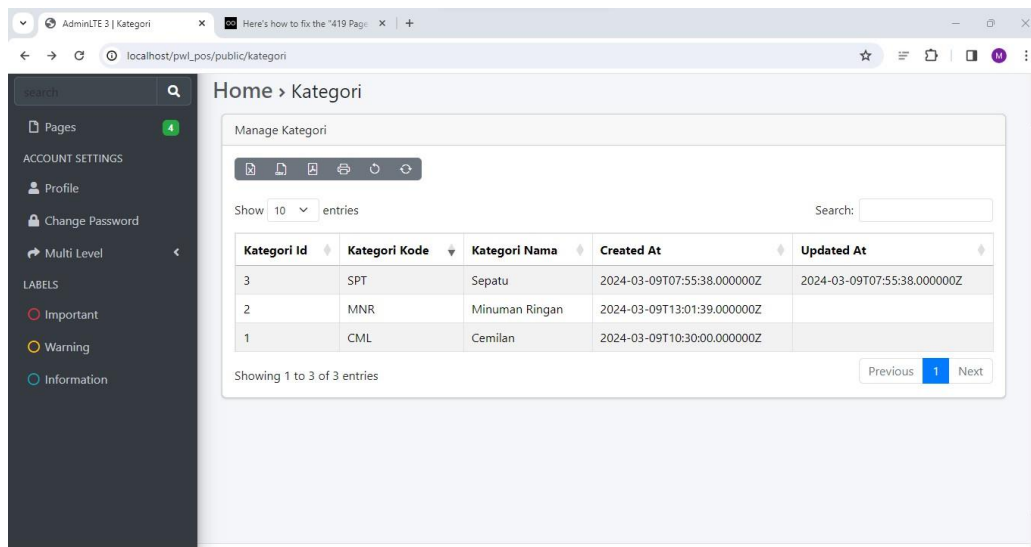 AdminLTE 3 | Kategori
Here's how to fix the "419 Page
localhost/pwl_pos/public/kategori
M
search
Home › Kategori
Pages 4
ACCOUNT SETTINGS
Profile
Change Password
Multi Level
LABELS
Important
Warning
Information
Manage Kategori
Show 10 entries Search:
Kategori Id Kategori Kode Kategori Nama Created At Updated At
3 SPT Sepatu 2024-03-09T07:55:38.000000Z 2024-03-09T07:55:38.000000Z
2 MNR Minuman Ringan 2024-03-09T13:01:39.000000Z
1 CML Cemilan 2024-03-09T10:30:00.000000Z
Showing 1 to 3 of 3 entries Previous 1 Next